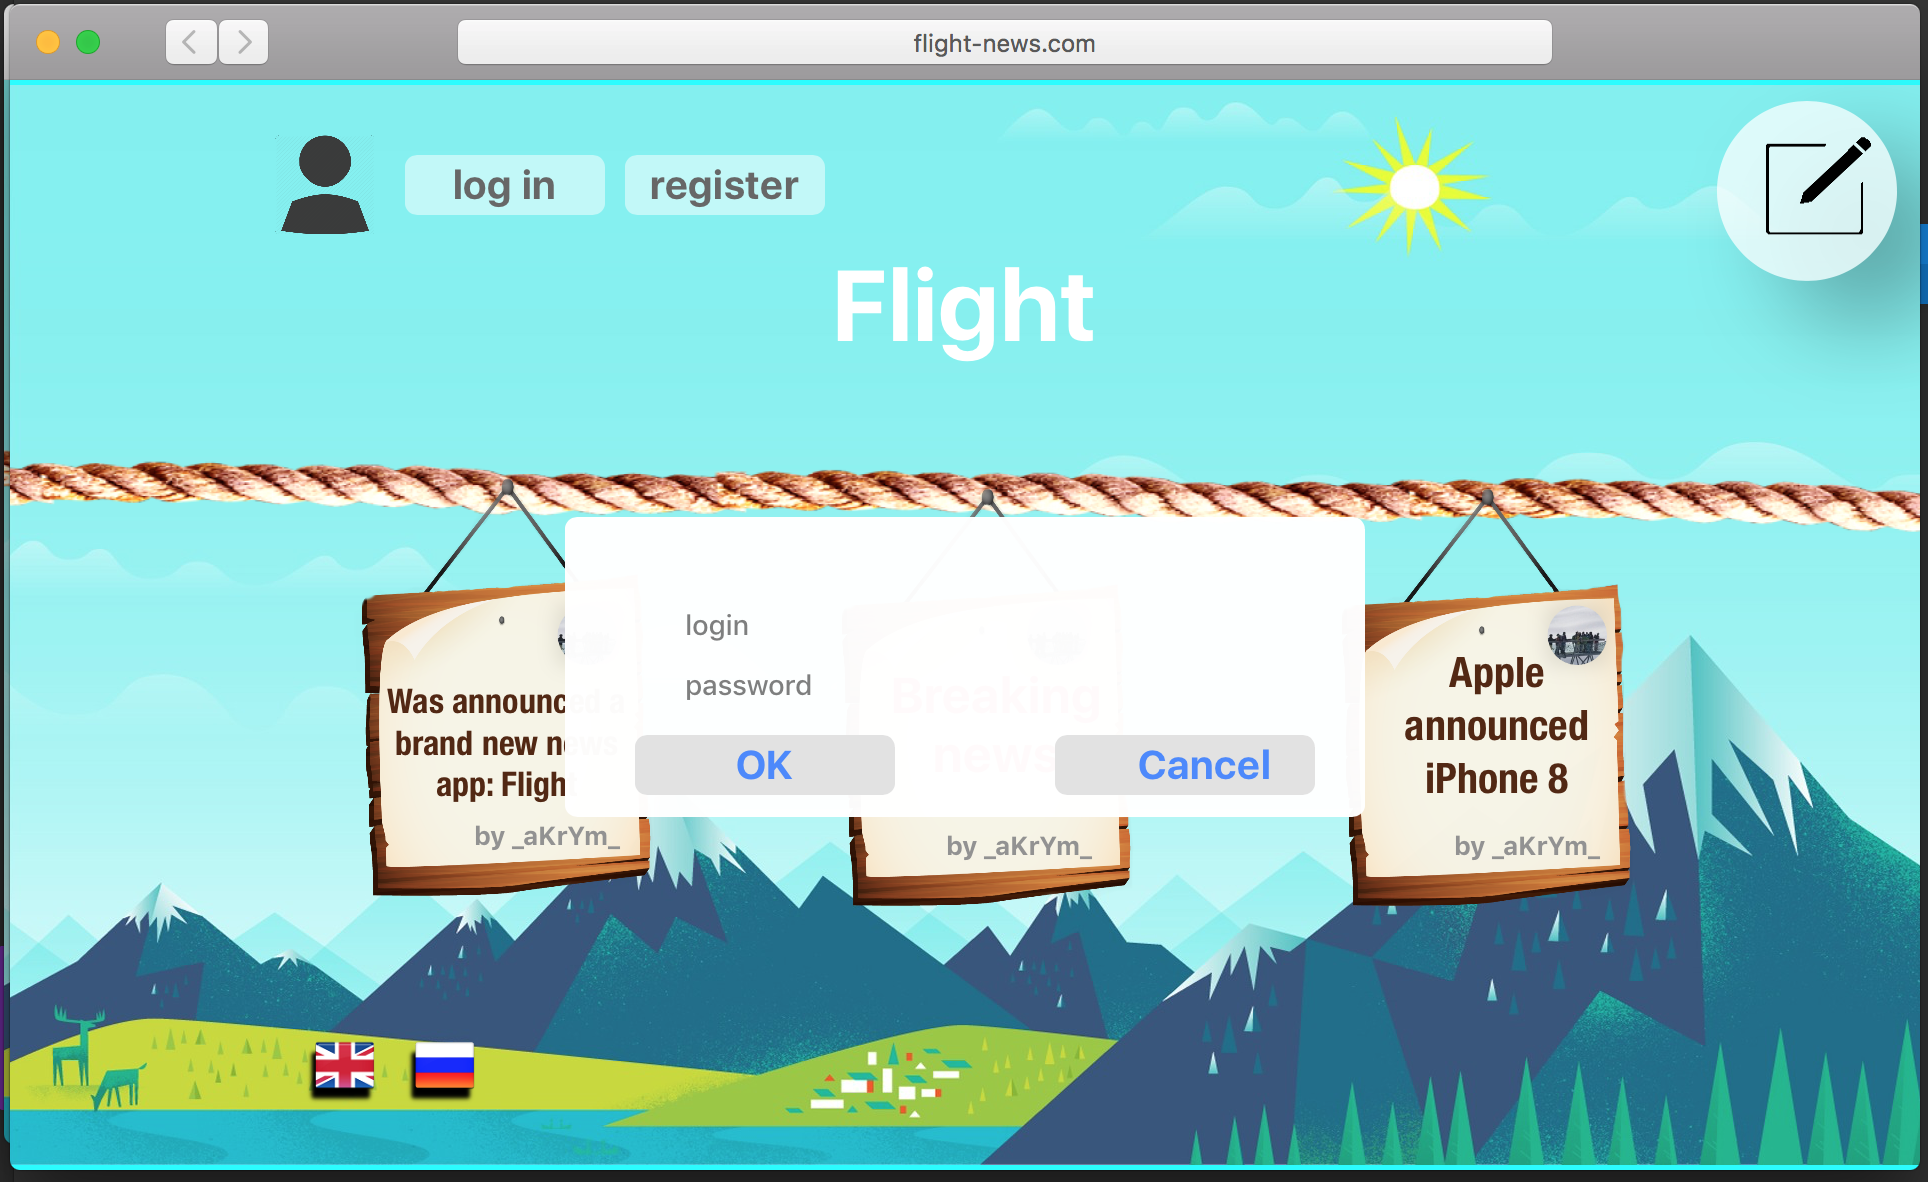 flight-news.com
log in
register
Flight
login
password
OK
Cancel
Was announced a
brand new news
app: Fligh
by _aKrYm_
Breaking
news
by _aKrYm_
Apple
announced
iPhone 8
by _aKrYm_